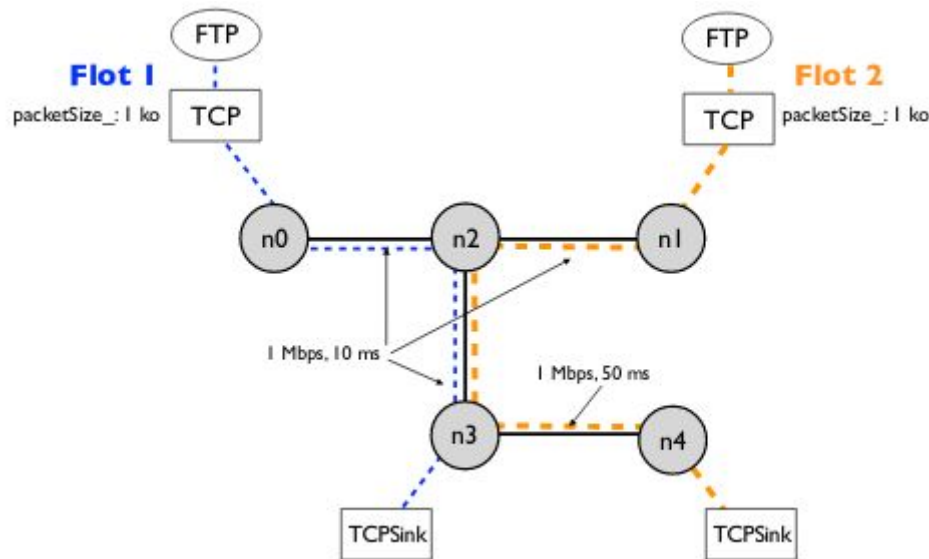 FTP
FTP
Flot 1
Flot 2
packetSize_: 1 ko
TCP
TCP
packetSize_: 1 ko
n0
n2
n1
1 Mbps, 10 ms
1 Mbps, 50 ms
n3
n4
TCPSink
TCPSink